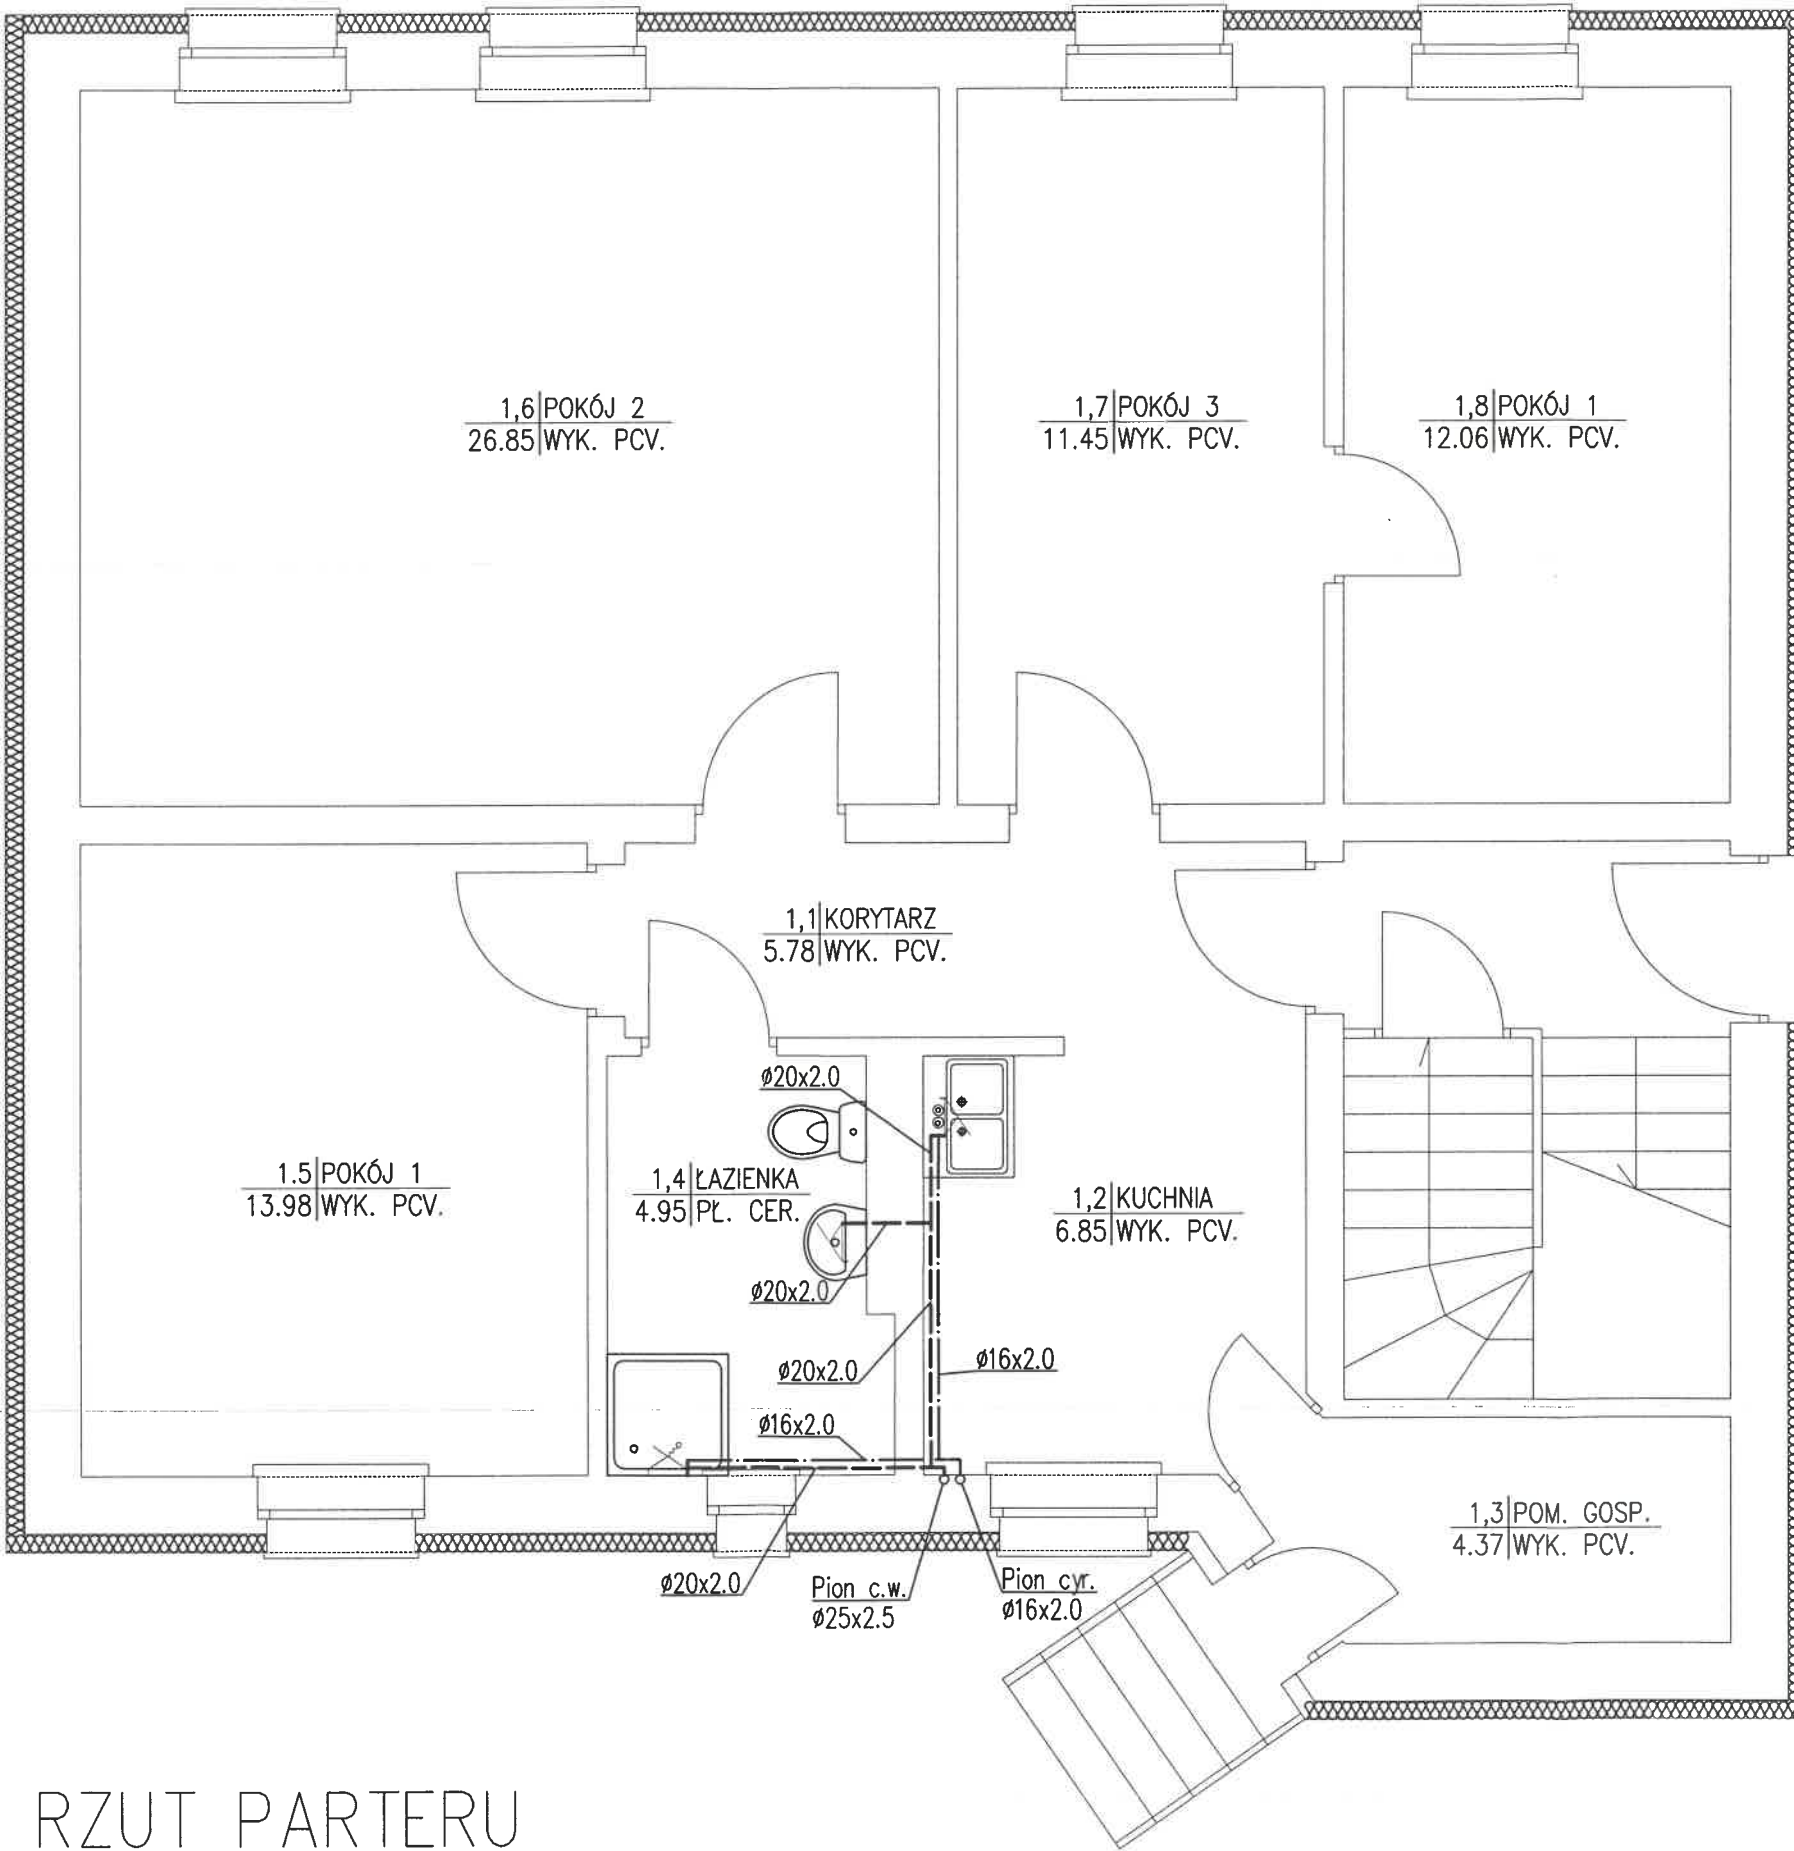 1,6 POKÓJ 2
26.85 WYK. PCV.
1,7 POKÓJ 3
11.45 WYK. PCV.
1,8 POKÓJ 1
12.06 WYK. PCV.
1,1 KORYTARZ
5.78 WYK. PCV.
ø20x2.0
1.5 POKÓJ 1
13.98 WYK. PCV.
1,4 ŁAZIENKA
4.95 PŁ. CER.
1,2 KUCHNIA
6.85 WYK. PCV.
ø20x2.0
ø20x2.0
ø16x2.0
ø16x2.0
1,3 POM. GOSP.
4.37 WYK. PCV.
ø20x2.0
Pion c.w.
ø25x2.5
Pion cyr.
ø16x2.0
RZUT PARTERU